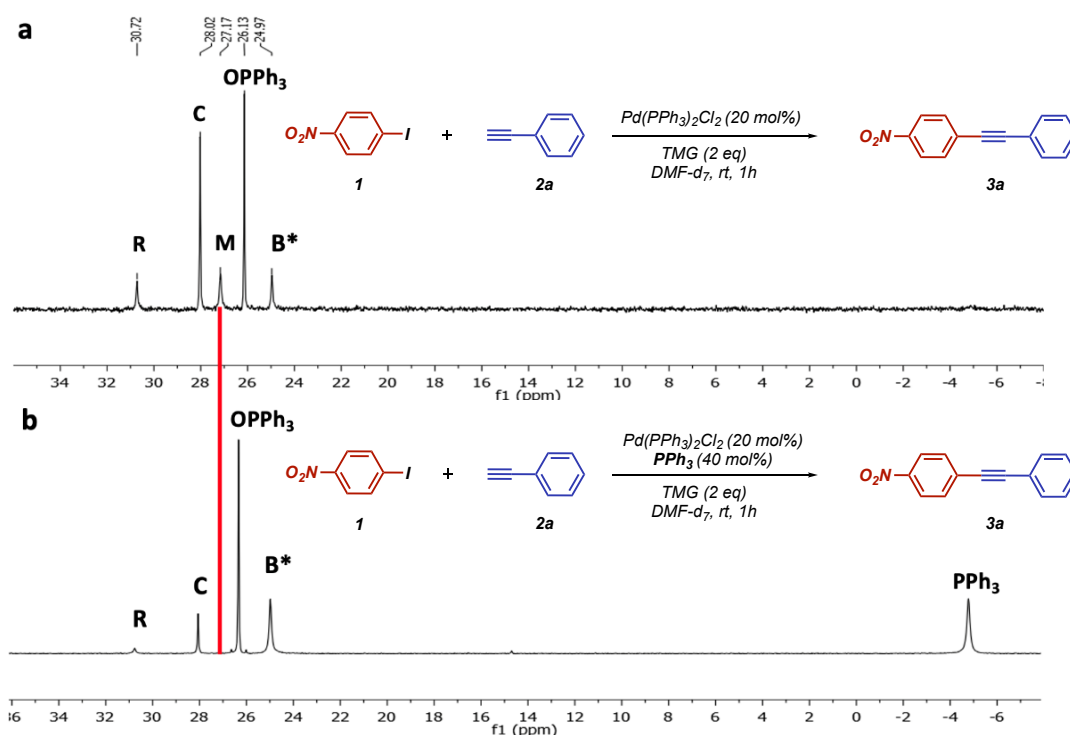 a
30.72
28.02
27.17
26.13
24.97
OPPh3
C
R
M
B*
O2N
I
1
+
2a
Pd(PPh3)2Cl2 (20 mol%)
TMG (2 eq)
DMF-d7, rt, 1h
O2N
3a
34 32 30 28 26 24 22 20 18 16 14 12 10 8 6 4 2 0 -2 -4 -6
f1 (ppm)
b
OPPh3
B*
C
R
PPh3
O2N
I
1
+
2a
Pd(PPh3)2Cl2 (20 mol%)
PPh3 (40 mol%)
TMG (2 eq)
DMF-d7, rt, 1h
O2N
3a
34 32 30 28 26 24 22 20 18 16 14 12 10 8 6 4 2 0 -2 -4 -6
f1 (ppm)